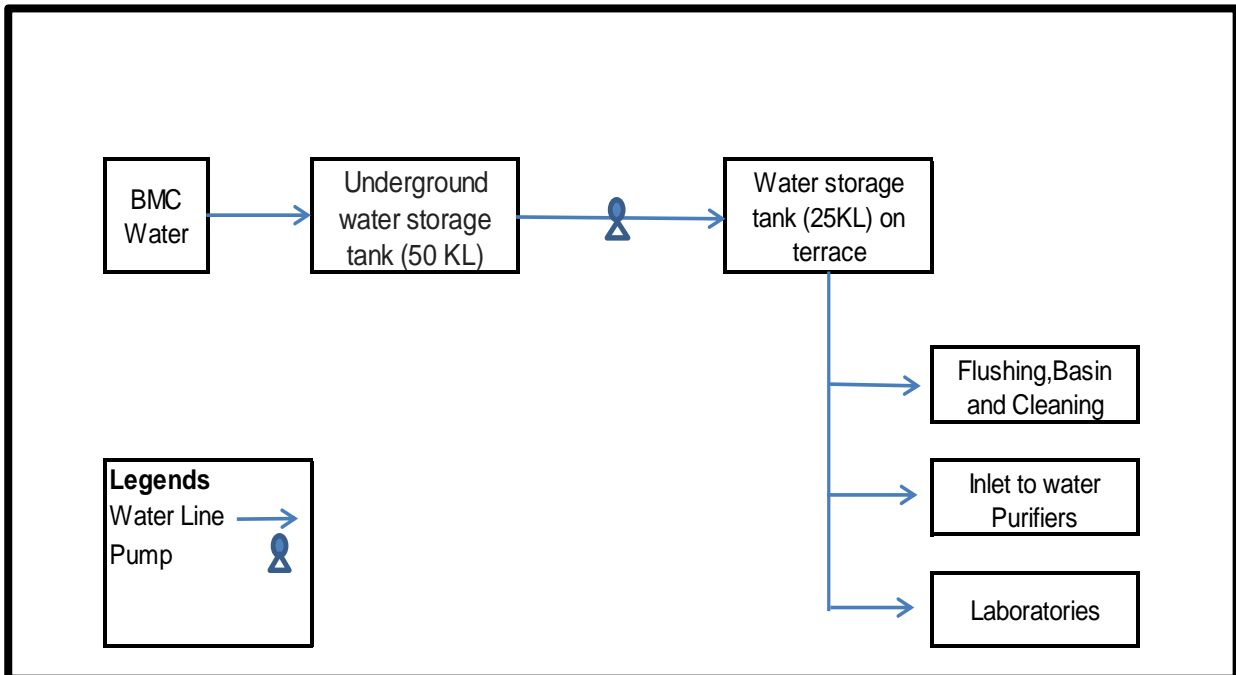 BMC
Water
Underground
water storage
tank (50 KL)
Water storage
tank (25KL) on
terrace
Flushing,Basin
and Cleaning
Inlet to water
Purifiers
Laboratories
Legends
Water Line
Pump